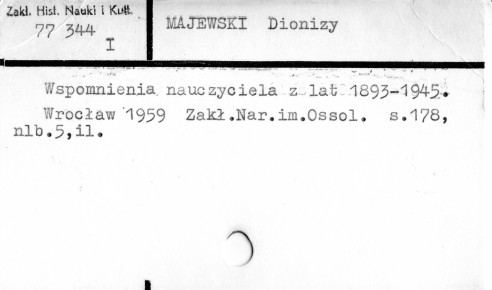 Zakł. Hist. Nauki i Kult.
77 344
I
MAJEWSKI Dionizy
Wspomnienia nauczyciela z lat 1893-1945.
Wrocław 1959 Zakł.Nar.im.Ossol. s.178,
nlb.5,il.